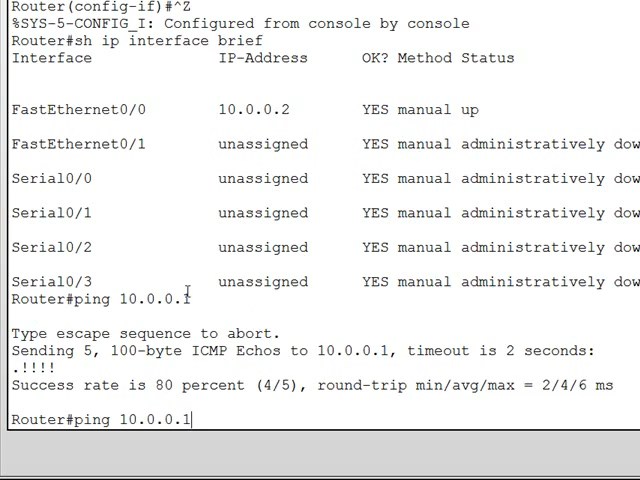 Router(config-if)#^Z
%SYS-5-CONFIG_I: Configured from console by console
Router#sh ip interface brief
Interface IP-Address OK? Method Status
FastEthernet0/0 10.0.0.2 YES manual up
FastEthernet0/1 unassigned YES manual administratively dow
Serial0/0 unassigned YES manual administratively dow
Serial0/1 unassigned YES manual administratively dow
Serial0/2 unassigned YES manual administratively dow
Serial0/3 unassigned YES manual administratively dow
Router#ping 10.0.0.1
Type escape sequence to abort.
Sending 5, 100-byte ICMP Echos to 10.0.0.1, timeout is 2 seconds:
.!!!!
Success rate is 80 percent (4/5), round-trip min/avg/max = 2/4/6 ms
Router#ping 10.0.0.1